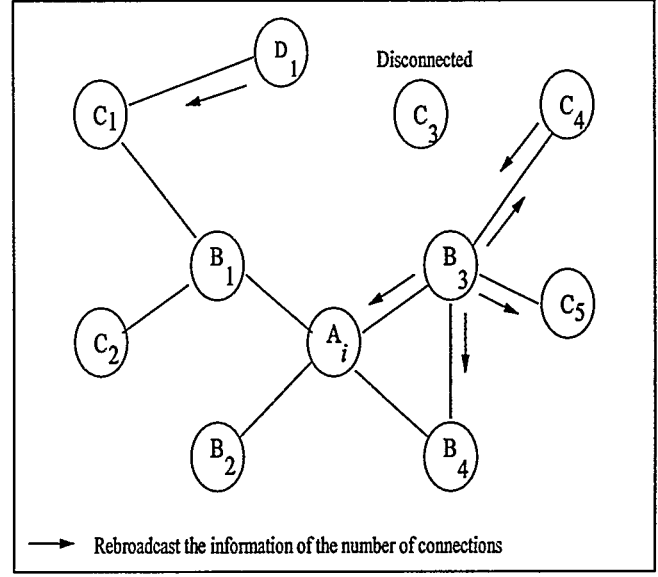 D1
Disconnected
C1
C3
C4
B1
B3
C5
C2
Ai
B2
B4
Rebroadcast the information of the number of connections